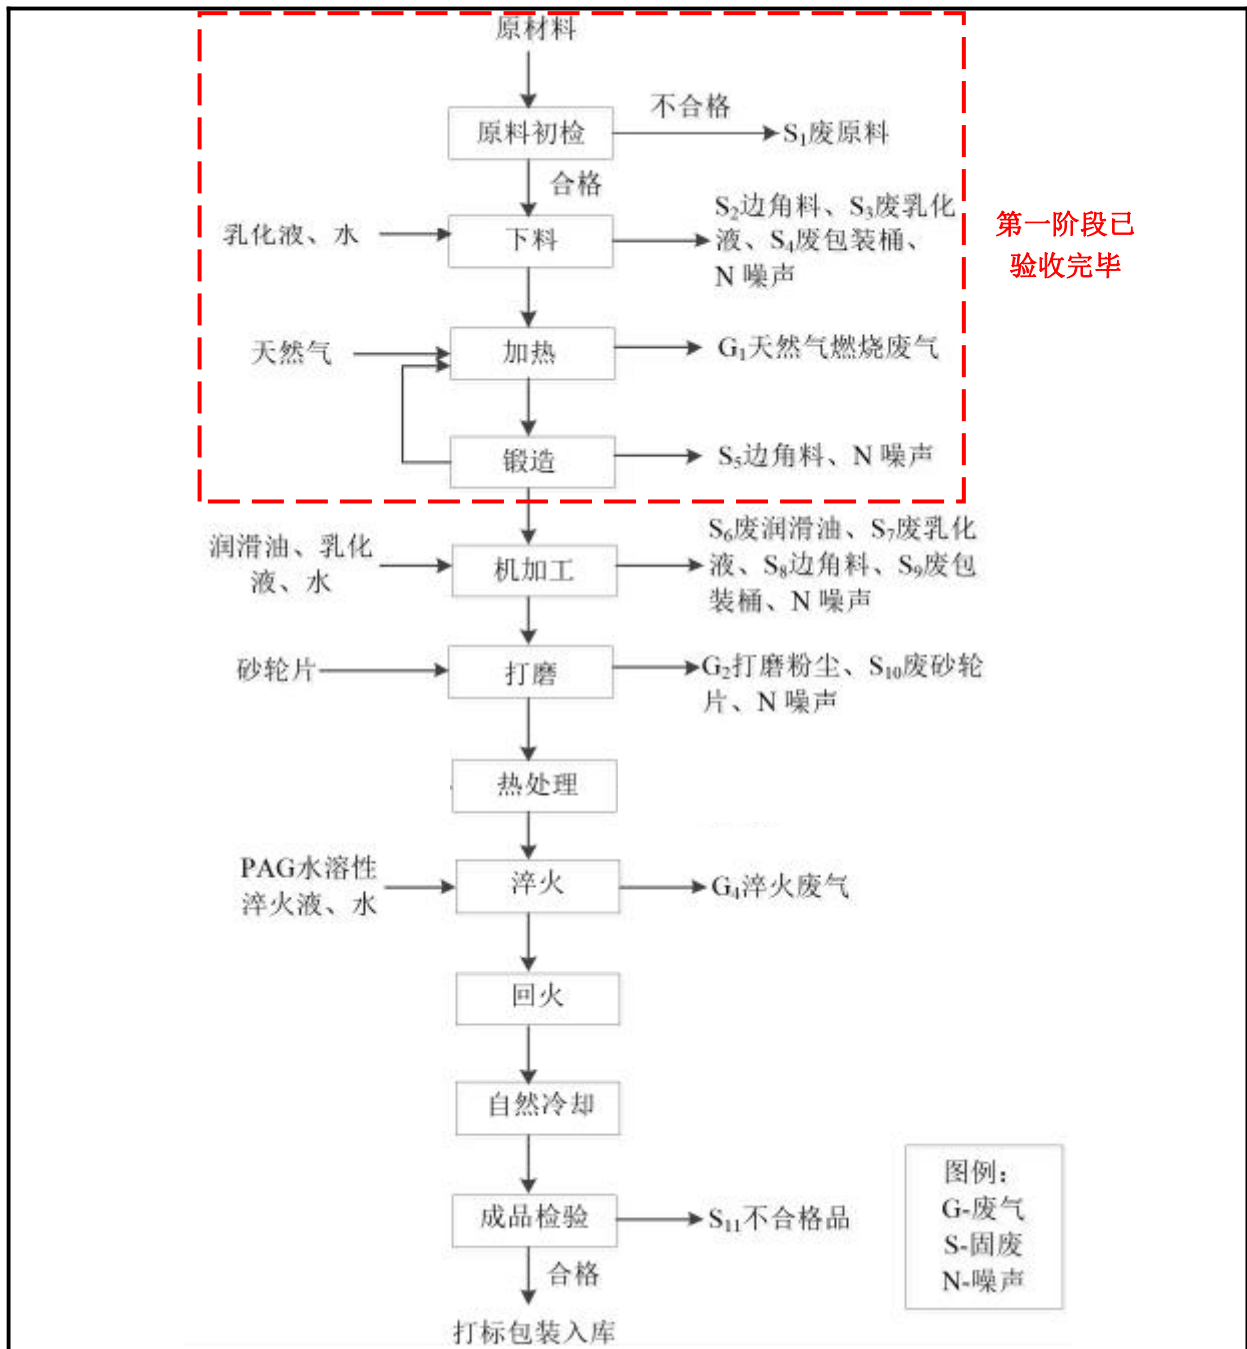 原材料
不合格
原料初检
S₁废原料
合格
S₂边角料、S₃废乳化
液、S₄废包装桶、
N 噪声
乳化液、水
下料
第一阶段已
验收完毕
天然气
加热
G₁天然气燃烧废气
锻造
S₅边角料、N 噪声
润滑油、乳化
液、水
机加工
S₆废润滑油、S₇废乳化
液、S₈边角料、S₉废包
装桶、N 噪声
砂轮片
打磨
G₂打磨粉尘、S₁₀废砂轮
片、N 噪声
热处理
PAG水溶性
淬火液、水
淬火
G₄淬火废气
回火
自然冷却
成品检验
S₁₁不合格品
合格
打标包装入库
图例：
G-废气
S-固废
N-噪声